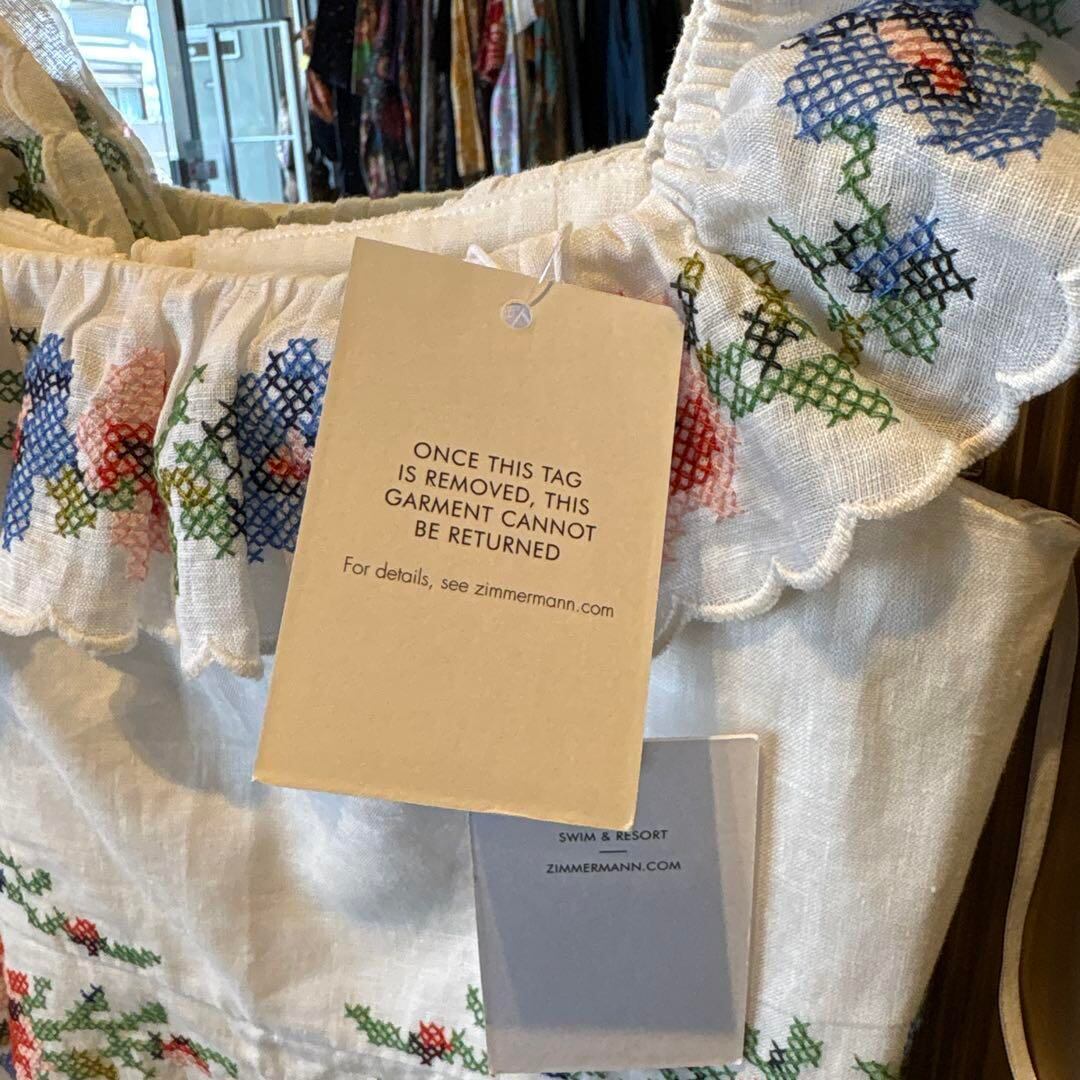 ONCE THIS TAG
IS REMOVED, THIS
GARMENT CANNOT
BE RETURNED
For details, see zimmermann.com
SWIM & RESORT
ZIMMERMANN.COM